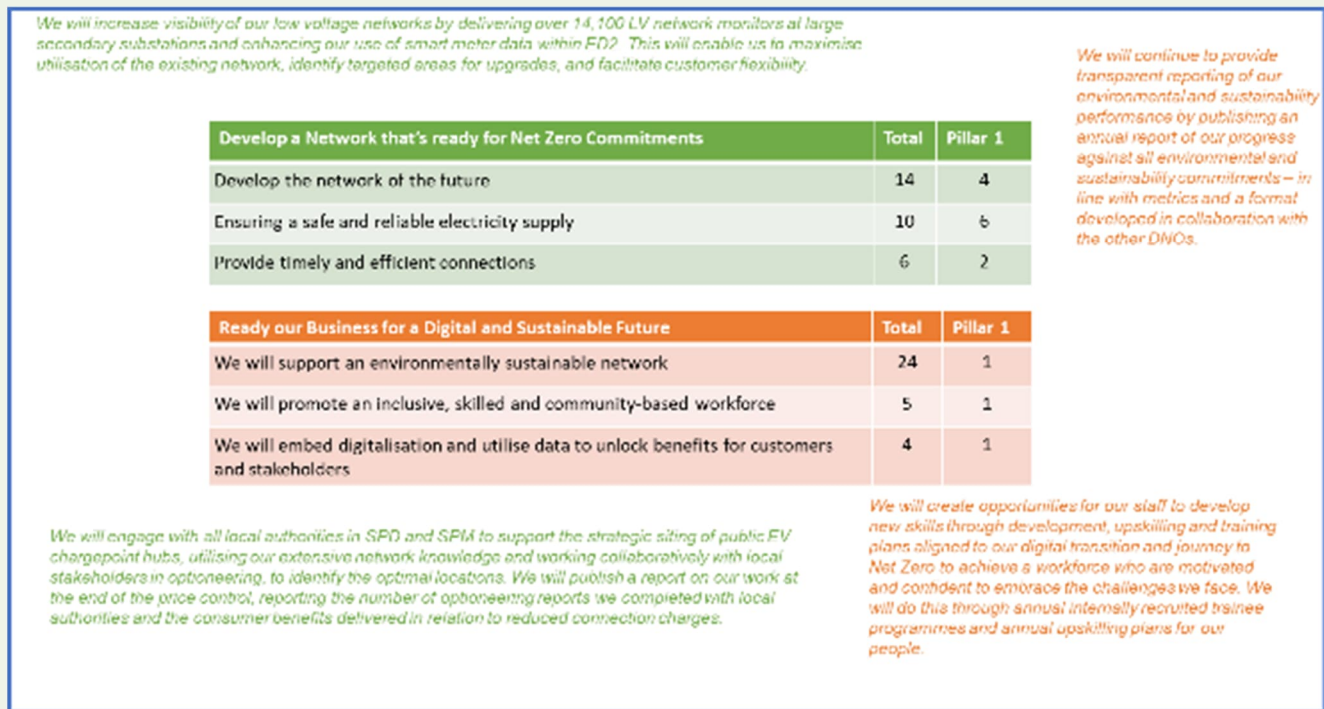 We will increase visibility of our low voltage networks by delivering over 14,100 LV network monitors at large
secondary substations and enhancing our use of smart meter data within ED2. This will enable us to maximise
utilisation of the existing network, identify targeted areas for upgrades, and facilitate customer flexibility.
We will continue to provide
transparent reporting of our
environmental and sustainability
performance by publishing an
annual report of our progress
against all environmental and
sustainability commitments – in
line with metrics and a format
developed in collaboration with
the other DNOs.
Develop a Network that's ready for Net Zero Commitments Total Pillar 1
Develop the network of the future 14 4
Ensuring a safe and reliable electricity supply 10 6
Provide timely and efficient connections 6 2
Ready our Business for a Digital and Sustainable Future Total Pillar 1
We will support an environmentally sustainable network 24 1
We will promote an inclusive, skilled and community-based workforce 5 1
We will embed digitalisation and utilise data to unlock benefits for customers 4 1
and stakeholders
We will engage with all local authorities in SPD and SPM to support the strategic siting of public EV
chargepoint hubs, utilising our extensive network knowledge and working collaboratively with local
stakeholders in optioneering, to identify the optimal locations. We will publish a report on our work at
the end of the price control, reporting the number of optioneering reports we completed with local
authorities and the consumer benefits delivered in relation to reduced connection charges.
We will create opportunities for our staff to develop
new skills through development, upskilling and training
plans aligned to our digital transition and journey to
Net Zero to achieve a workforce who are motivated
and confident to embrace the challenges we face. We
will do this through annual internally recruited trainee
programmes and annual upskilling plans for our
people.